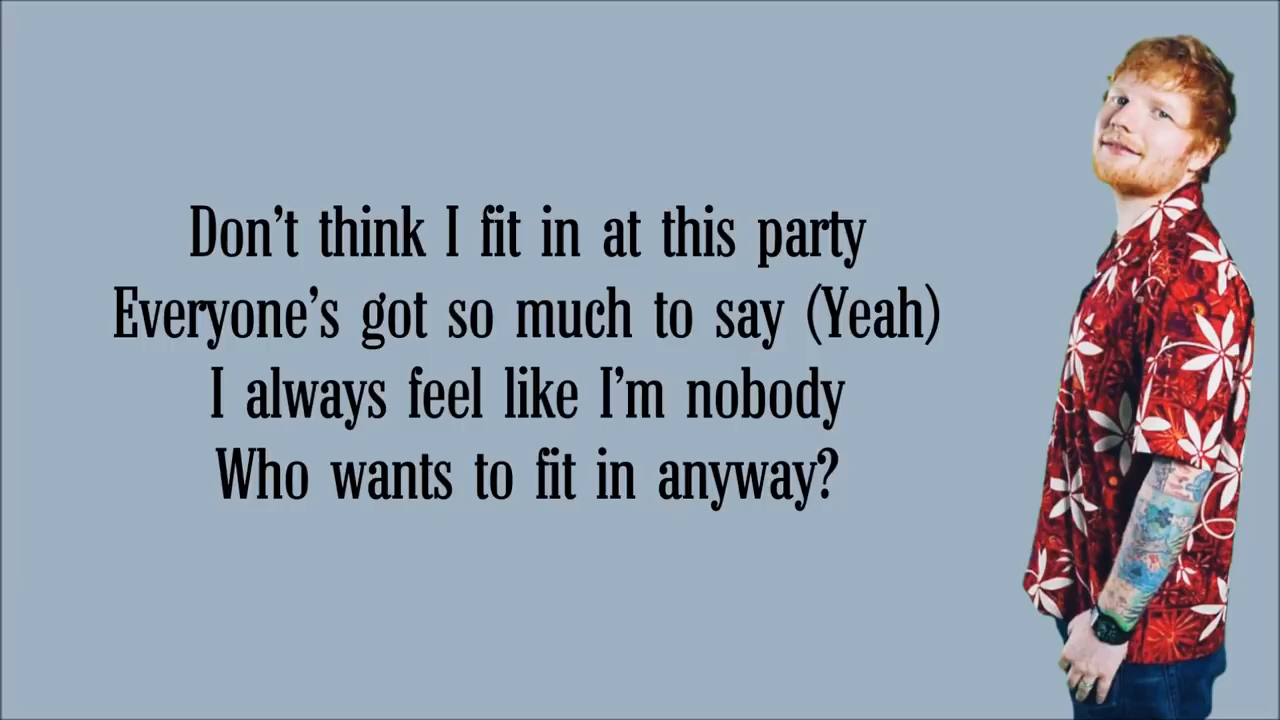 Don't think I fit in at this party
Everyone's got so much to say (Yeah)
I always feel like I'm nobody
Who wants to fit in anyway?